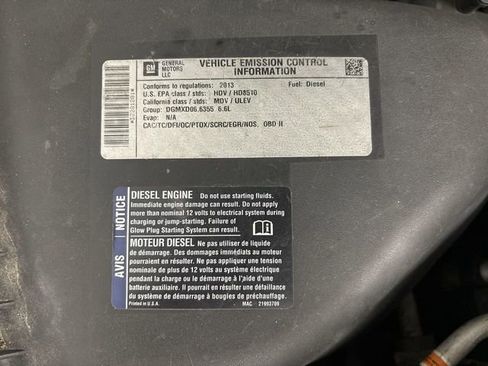 GM
GENERAL MOTORS LLC
VEHICLE EMISSION CONTROL
INFORMATION
Conforms to regulations: 2013 Fuel: Diesel
U.S. EPA class / stds: HDV / HD8510
California class / stds: MDV / ULEV
Group: DGMXD06.6355 6.6L
Evap: N/A
CAC/TC/DFI/OC/PTOX/SCRC/EGR/NOS, OBD II
AVIS | NOTICE
DIESEL ENGINE Do not use starting fluids.
Immediate engine damage can result. Do not apply
more than nominal 12 volts to electrical system during
charging or jump-starting. Failure of
Glow Plug Starting System can result.
MOTEUR DIESEL Ne pas utiliser de liquide
de démarrage. Des dommages immédiats au moteur
pourraient en résulter. Ne pas appliquer une tension
nominale de plus de 12 volts au système électrique
pendant la charge ou le démarrage à l'aide d'une
batterie auxiliaire. Il pourrait en résulter une défaillance
du système de démarrage à bougies de préchauffage.
Printed in U.S.A. MAC 21993709